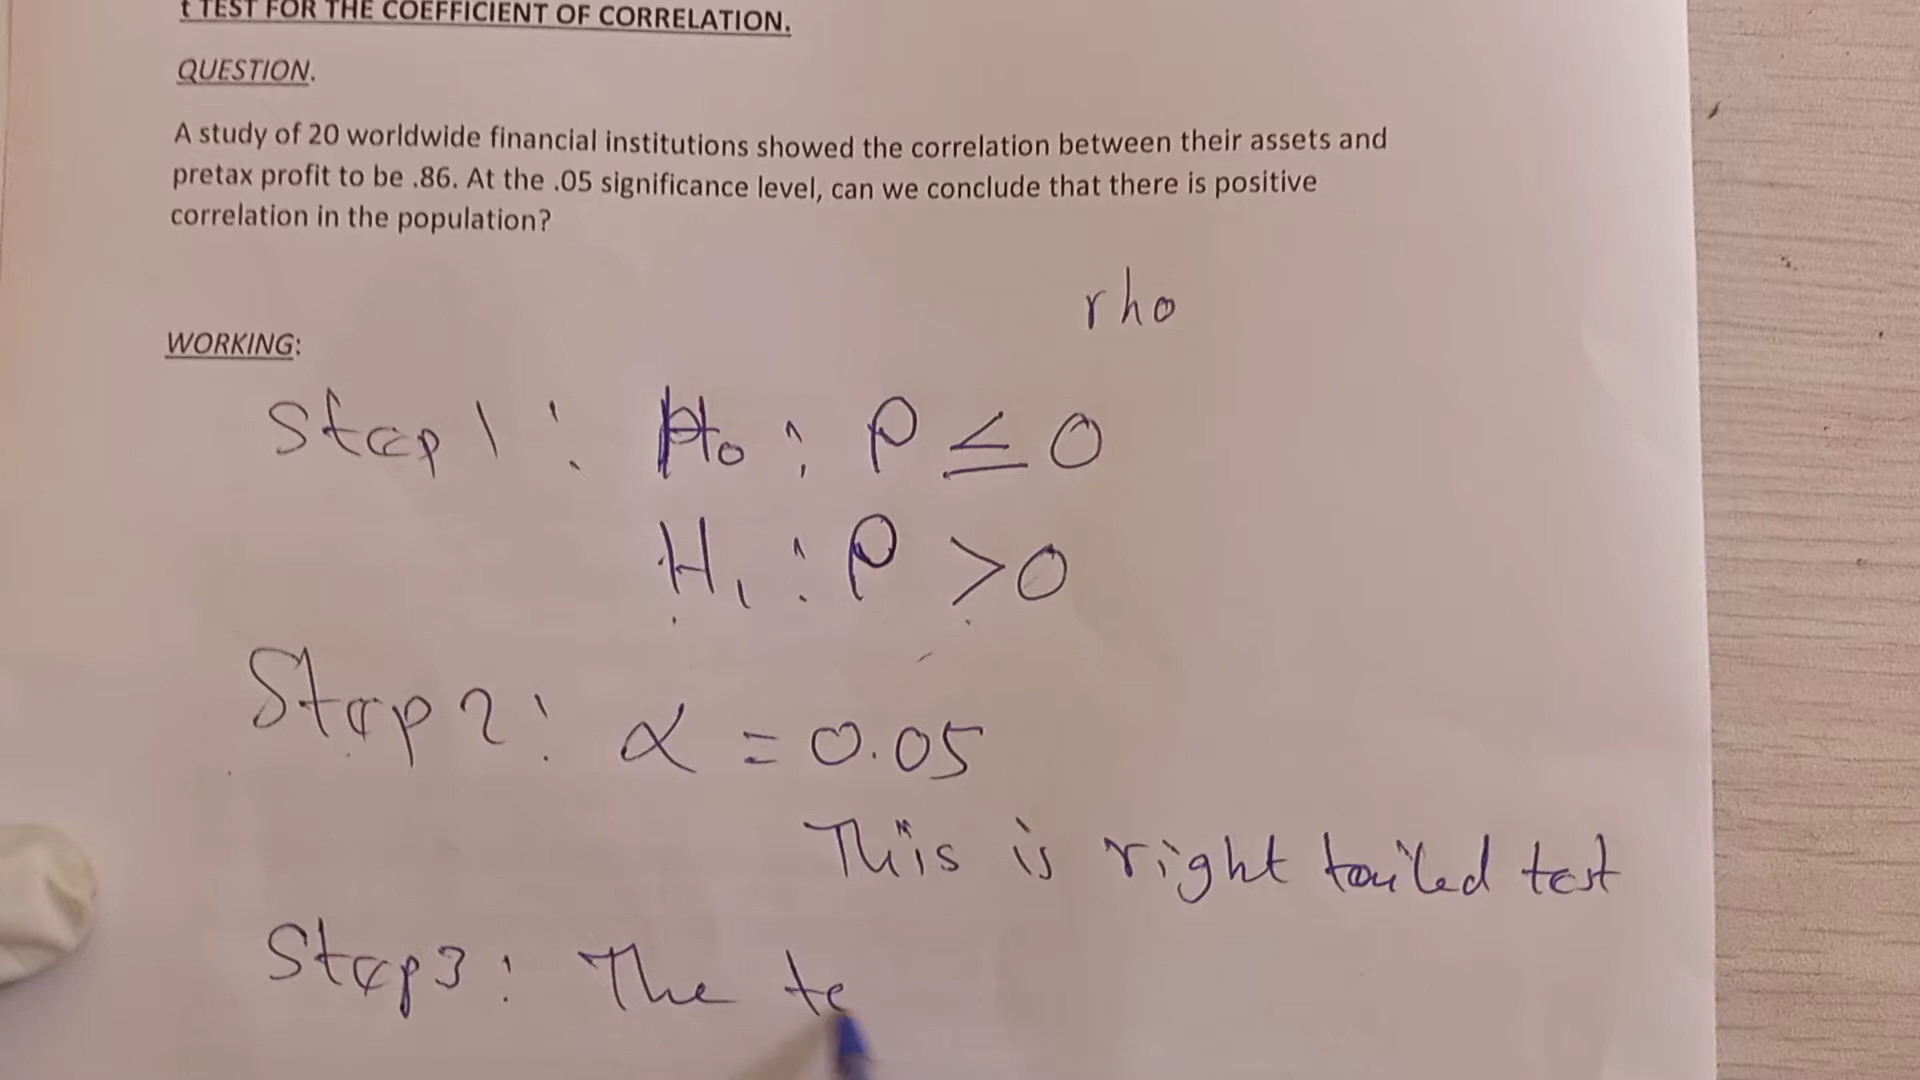 t TEST FOR THE COEFFICIENT OF CORRELATION.
QUESTION.
A study of 20 worldwide financial institutions showed the correlation between their assets and
pretax profit to be .86. At the .05 significance level, can we conclude that there is positive
correlation in the population?
rho
WORKING:
Step 1 : H₀ : ρ ≤ 0
H₁ : ρ > 0
Step 2 : α = 0.05
This is right tailed test
Step 3 : The te